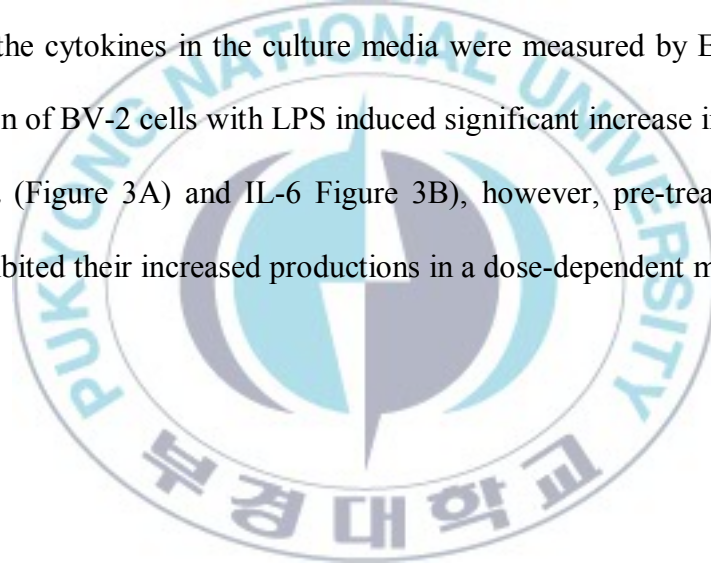 the cytokines in the culture media were measured by E
n of BV-2 cells with LPS induced significant increase i
(Figure 3A) and IL-6 Figure 3B), however, pre-trea
bited their increased productions in a dose-dependent m
PUKYONG NATIONAL UNIVERSITY
부경대학교